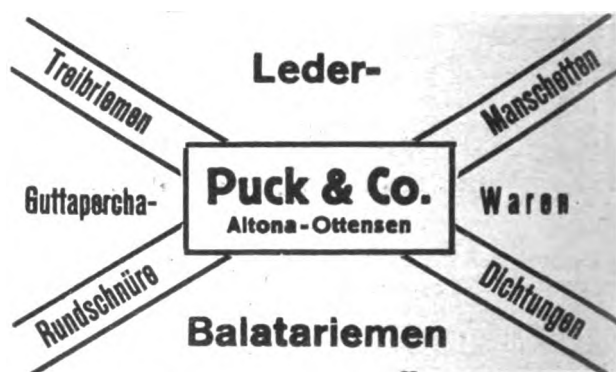 Leder-
Treibriemen
Manschetten
Puck & Co.
Guttapercha-
Waren
Altona-Ottensen
Rundschnüre
Dichtungen
Balatariemen